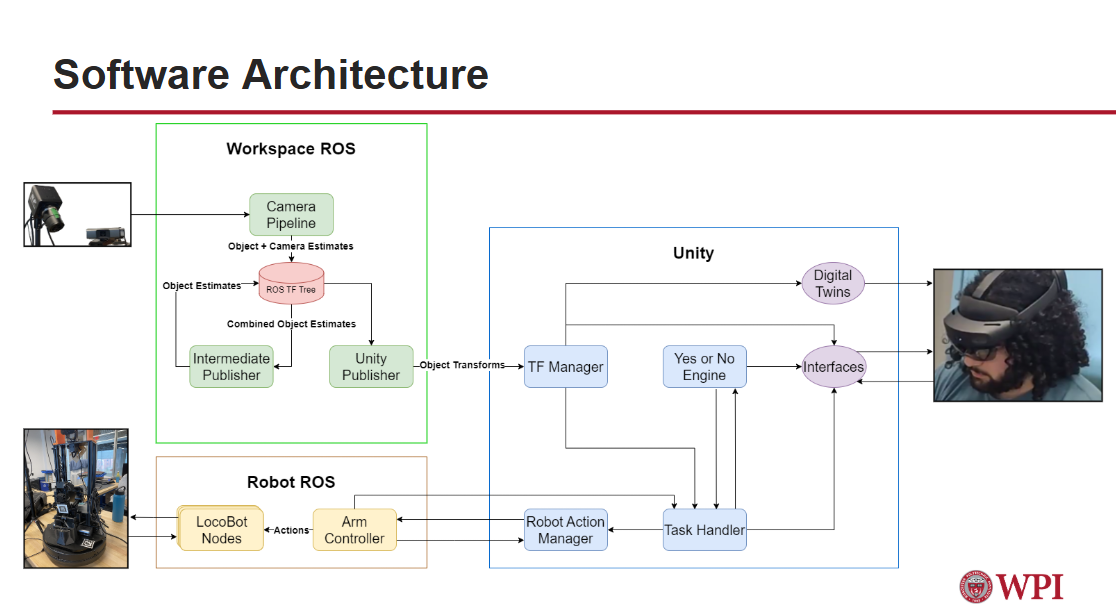 Software Architecture
Workspace ROS
Camera
Pipeline
Object + Camera Estimates
ROS TF Tree
Object Estimates
Combined Object Estimates
Intermediate
Publisher
Unity
Publisher
Object Transforms
Robot ROS
LocoBot
Nodes
Actions
Arm
Controller
Unity
Digital
Twins
TF Manager
Yes or No
Engine
Interfaces
Robot Action
Manager
Task Handler
WPI